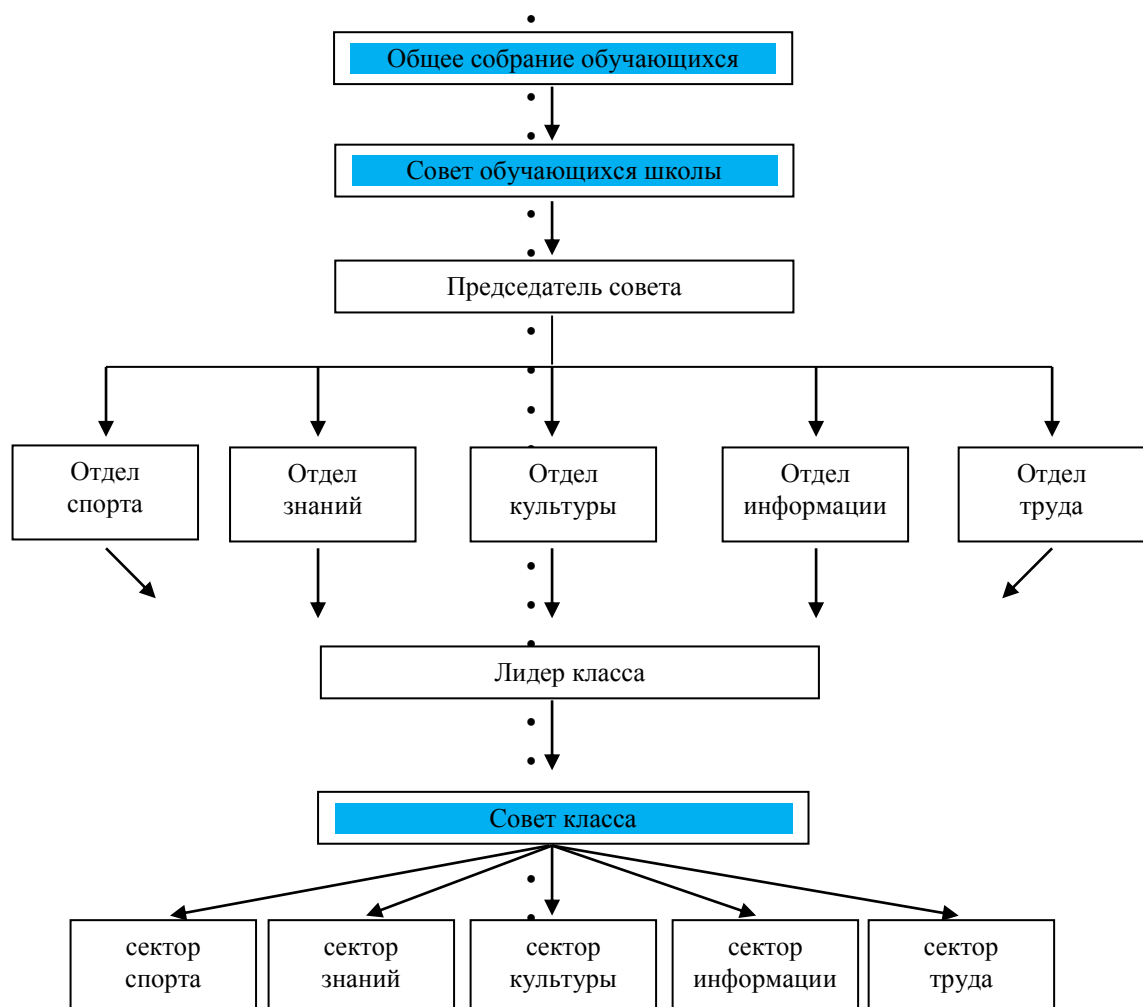 Общее собрание обучающихся
Совет обучающихся школы
Председатель совета
Отдел
спорта
Отдел
знаний
Отдел
культуры
Отдел
информации
Отдел
труда
Лидер класса
Совет класса
сектор
спорта
сектор
знаний
сектор
культуры
сектор
информации
сектор
труда